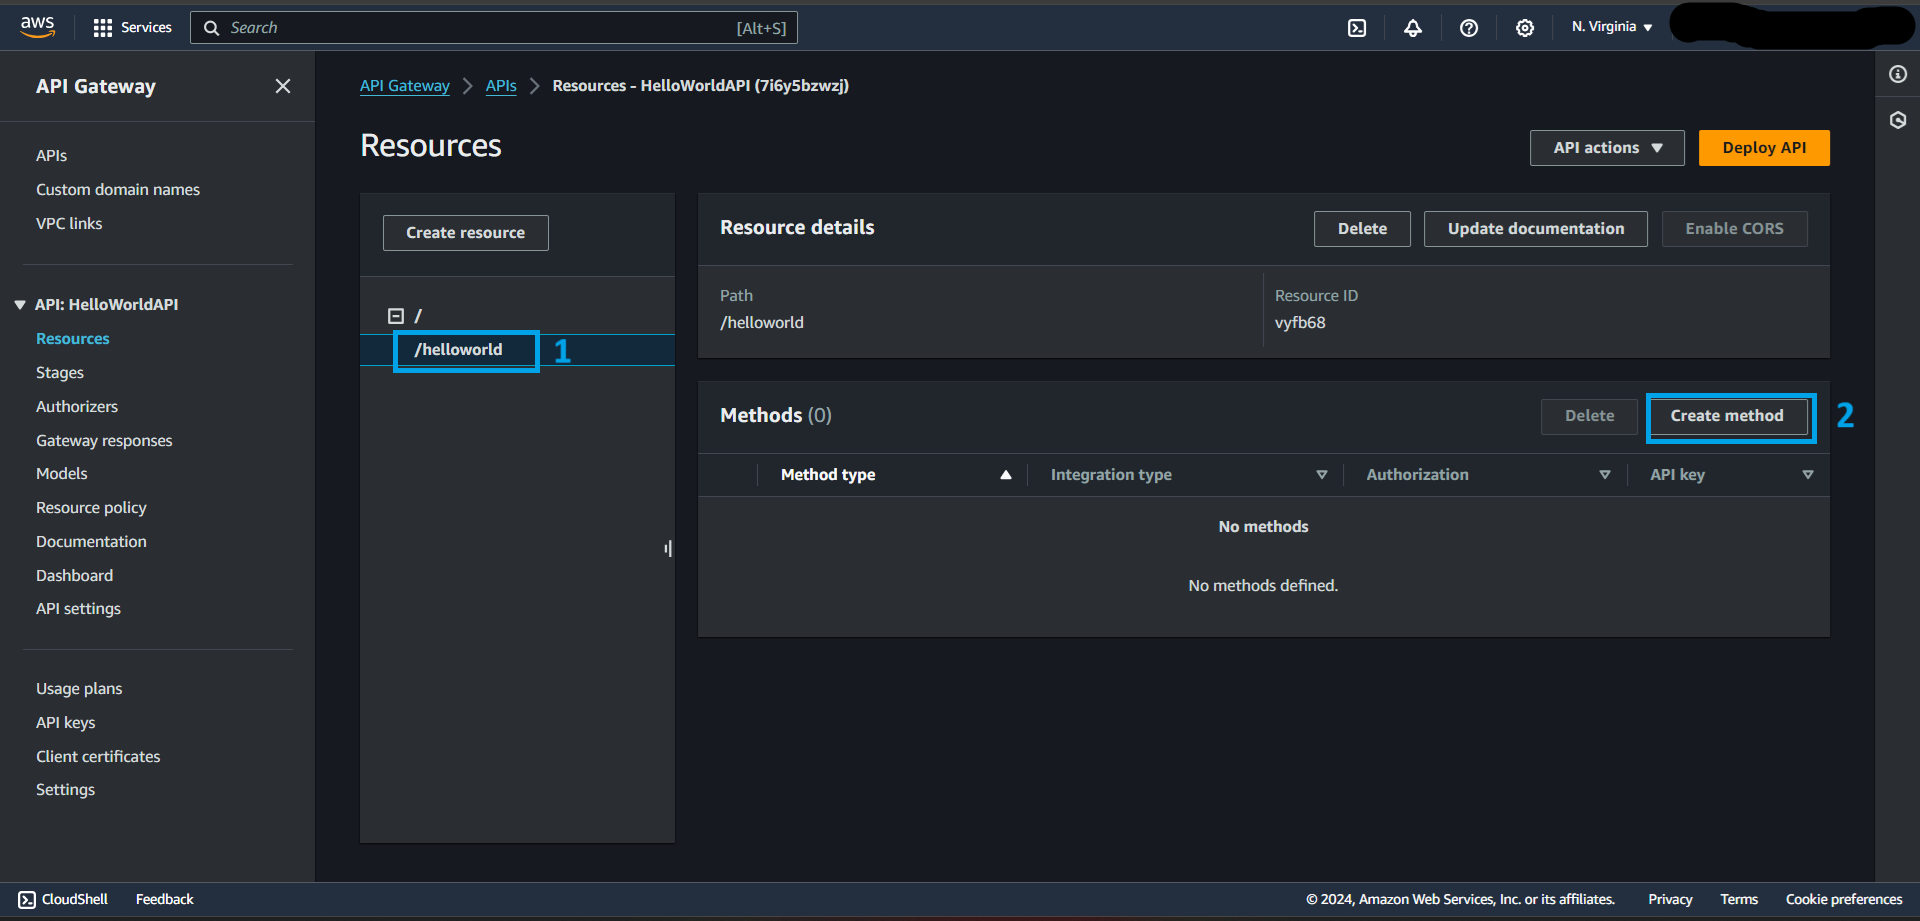 aws Services Search [Alt+S] N. Virginia
API Gateway
API Gateway > APIs > Resources - HelloWorldAPI (7i6y5bzwzj)
Resources
API actions Deploy API
APIs
Custom domain names
VPC links
API: HelloWorldAPI
Resources
Stages
Authorizers
Gateway responses
Models
Resource policy
Documentation
Dashboard
API settings
Usage plans
API keys
Client certificates
Settings
Create resource
/
/helloworld 1
Resource details Delete Update documentation Enable CORS
Path Resource ID
/helloworld vyfb68
Methods (0) Delete Create method 2
Method type Integration type Authorization API key
No methods
No methods defined.
CloudShell Feedback © 2024, Amazon Web Services, Inc. or its affiliates. Privacy Terms Cookie preferences